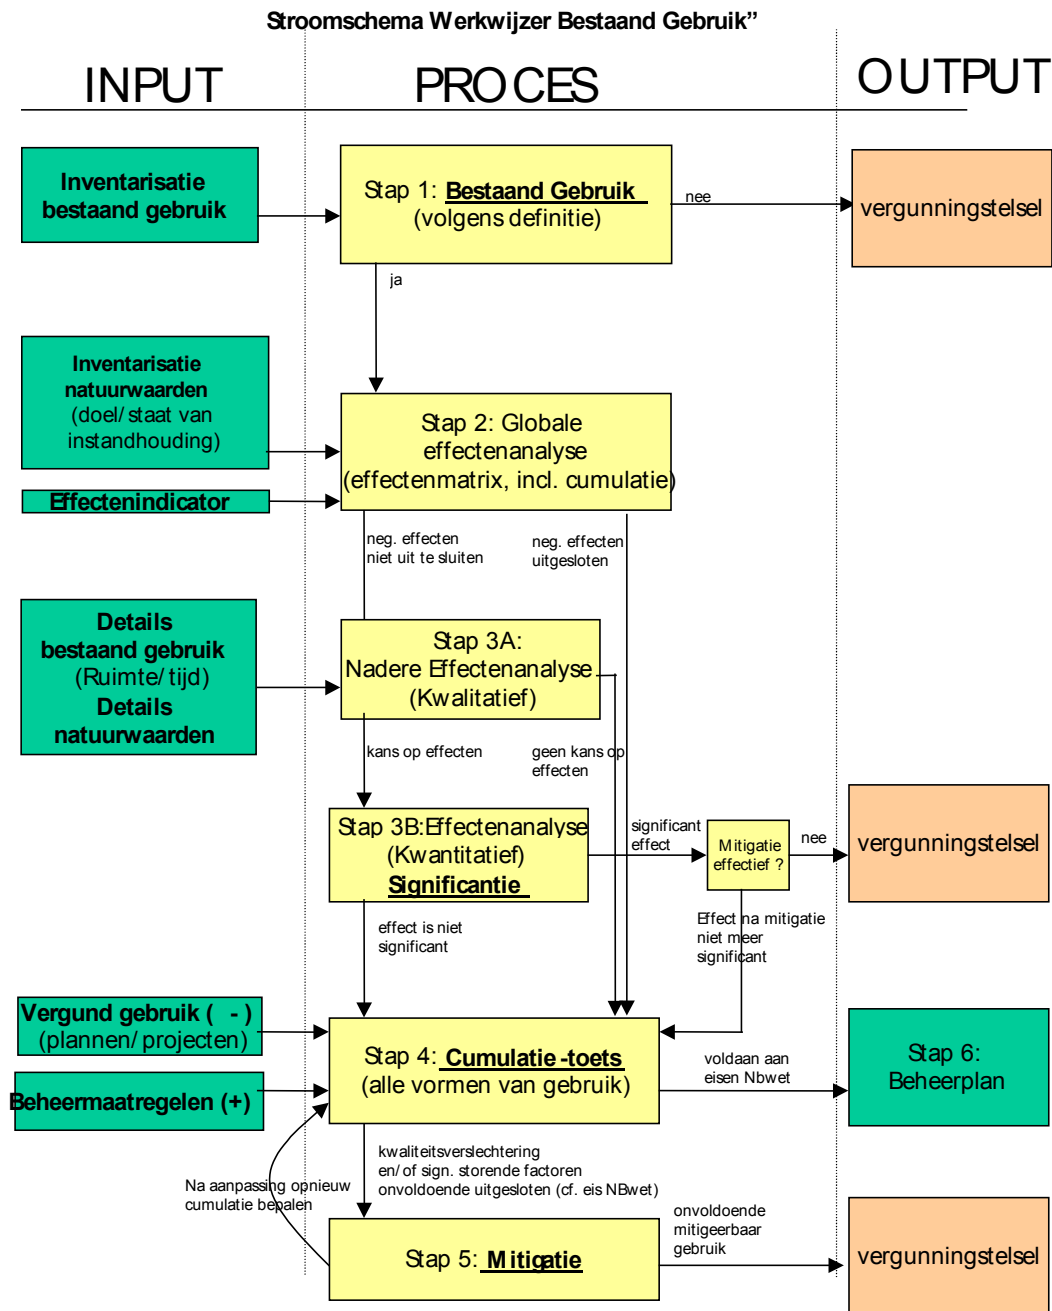 Stroomschema Werkwijzer Bestaand Gebruik”
INPUT
PROCES
OUTPUT
Inventarisatie
bestaand gebruik
Stap 1: Bestaand Gebruik
(volgens definitie)
nee
vergunningstelsel
ja
Inventarisatie
natuurwaarden
(doel/ staat van
instandhouding)
Effectenindicator
Stap 2: Globale
effectenanalyse
(effectenmatrix, incl. cumulatie)
neg. effecten
niet uit te sluiten
neg. effecten
uitgesloten
Details
bestaand gebruik
(Ruimte/ tijd)
Details
natuurwaarden
Stap 3A:
Nadere Effectenanalyse
(Kwalitatief)
kans op effecten
geen kans op
effecten
Stap 3B:Effectenanalyse
(Kwantitatief)
Significantie
significant
effect
Mitigatie
effectief ?
nee
vergunningstelsel
effect is niet
significant
Effect na mitigatie
niet meer
significant
Vergund gebruik ( - )
(plannen/ projecten)
Beheermaatregelen (+)
Stap 4: Cumulatie -toets
(alle vormen van gebruik)
voldaan aan
eisen Nbwet
Stap 6:
Beheerplan
Na aanpassing opnieuw
cumulatie bepalen
kwaliteitsverslechtering
en/ of sign. storende factoren
onvoldoende uitgesloten (cf. eis NBwet)
Stap 5: Mitigatie
onvoldoende
mitigeerbaar
gebruik
vergunningstelsel